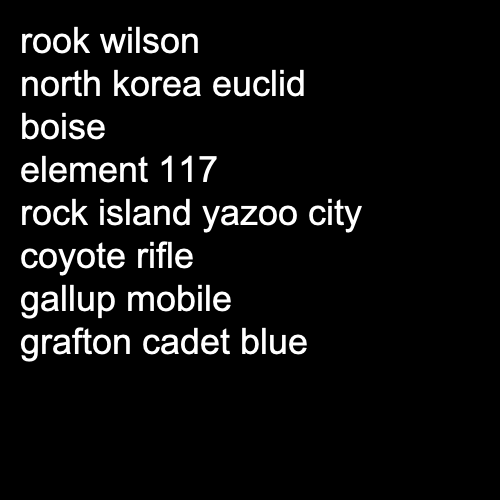 rook wilson
north korea euclid
boise
element 117
rock island yazoo city
coyote rifle
gallup mobile
grafton cadet blue